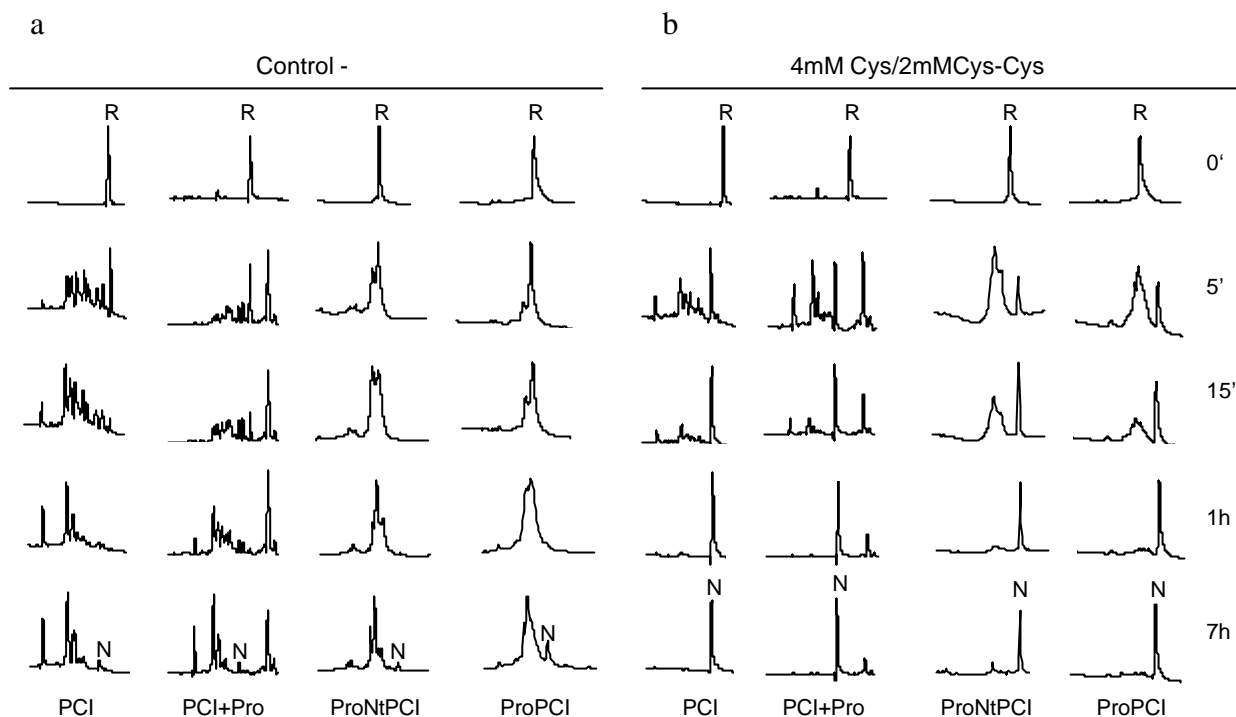 a b
Control - 4mM Cys/2mMCys-Cys
R R R R R R R R
0‘
5’
15’
1h
N N N N
7h
N N N N
PCI PCI+Pro ProNtPCI ProPCI PCI PCI+Pro ProNtPCI ProPCI